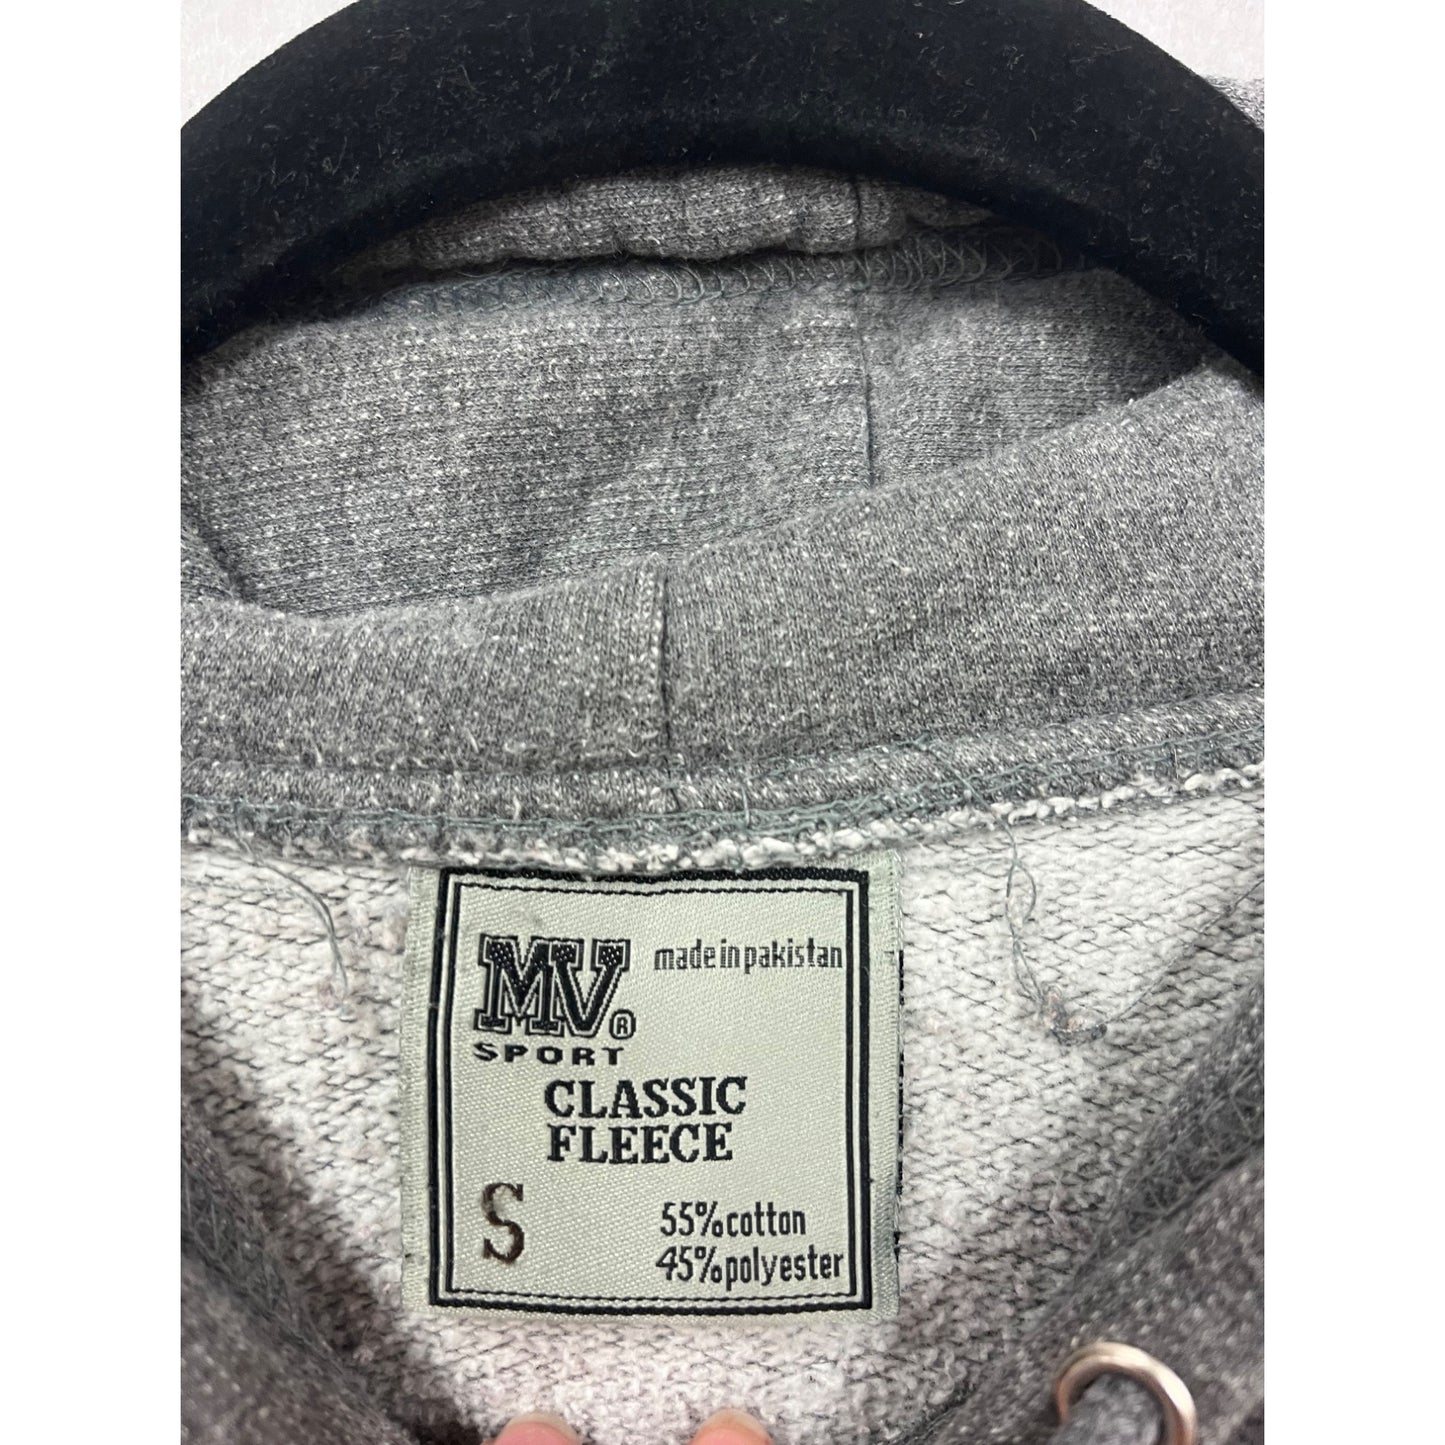 MV®
SPORT
made in pakistan
CLASSIC
FLEECE
S
55% cotton
45% polyester